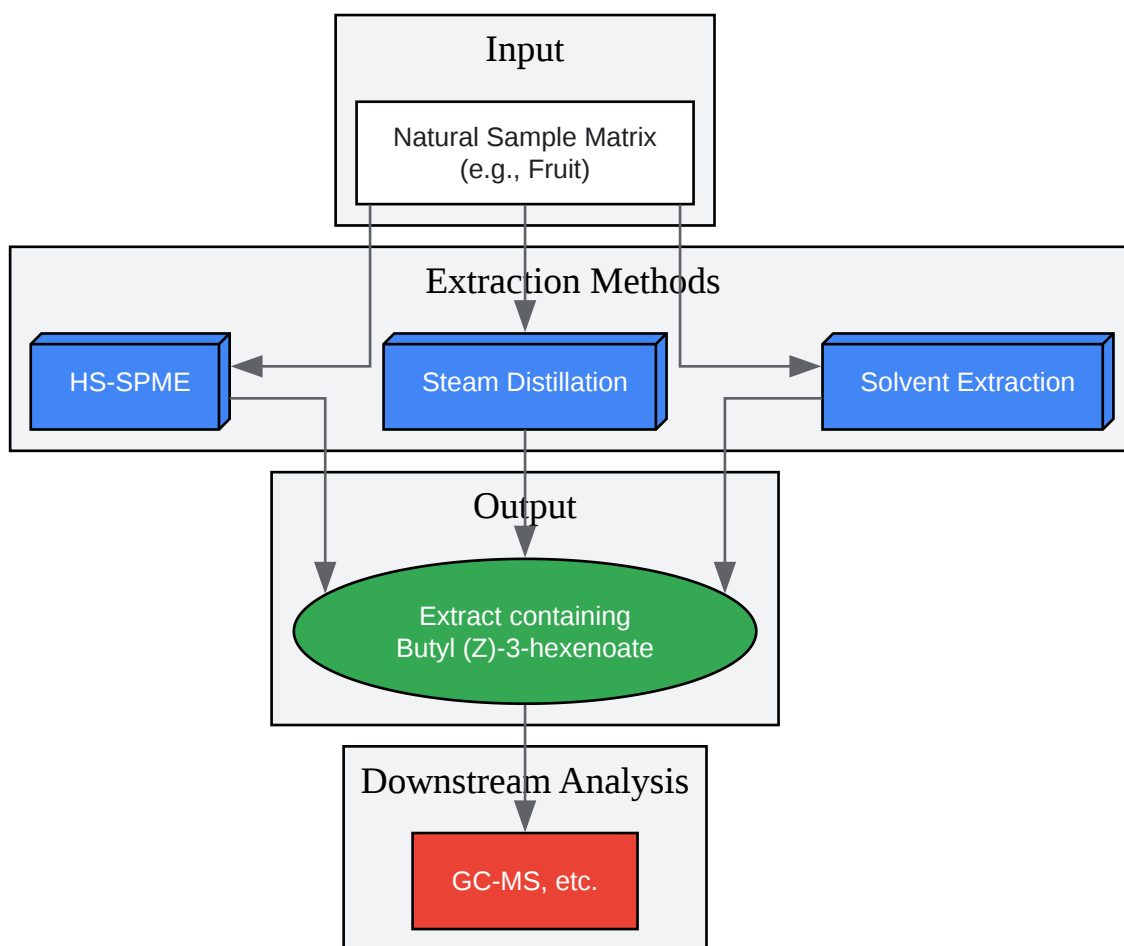 Input
Natural Sample Matrix
(e.g., Fruit)
Extraction Methods
HS-SPME
Steam Distillation
Solvent Extraction
Output
Extract containing
Butyl (Z)-3-hexenoate
Downstream Analysis
GC-MS, etc.